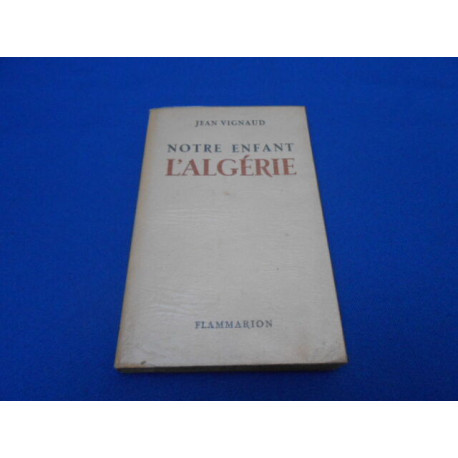 JEAN VIGNAUD
NOTRE ENFANT
L'ALGÉRIE
FLAMMARION